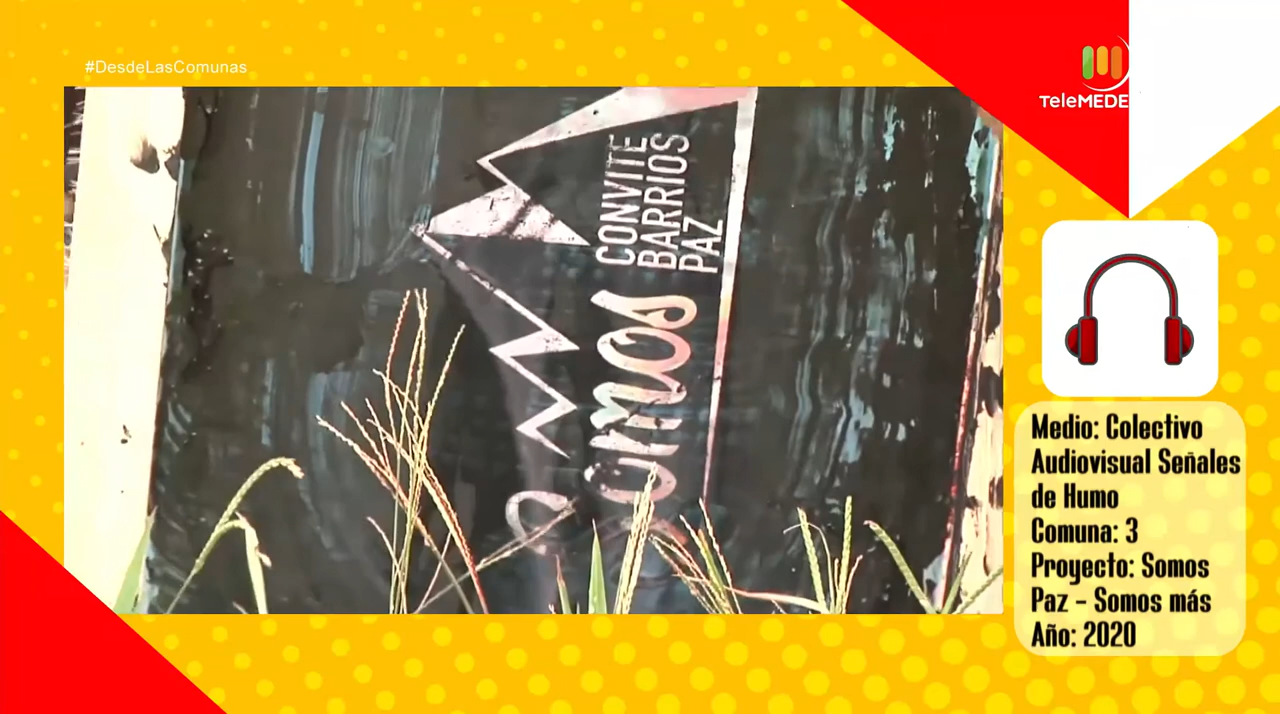 #DesdeLasComunas
TeleMEDE
CONVITE
BARRIOS
PAZ
omos
Medio: Colectivo
Audiovisual Señales
de Humo
Comuna: 3
Proyecto: Somos
Paz - Somos más
Año: 2020